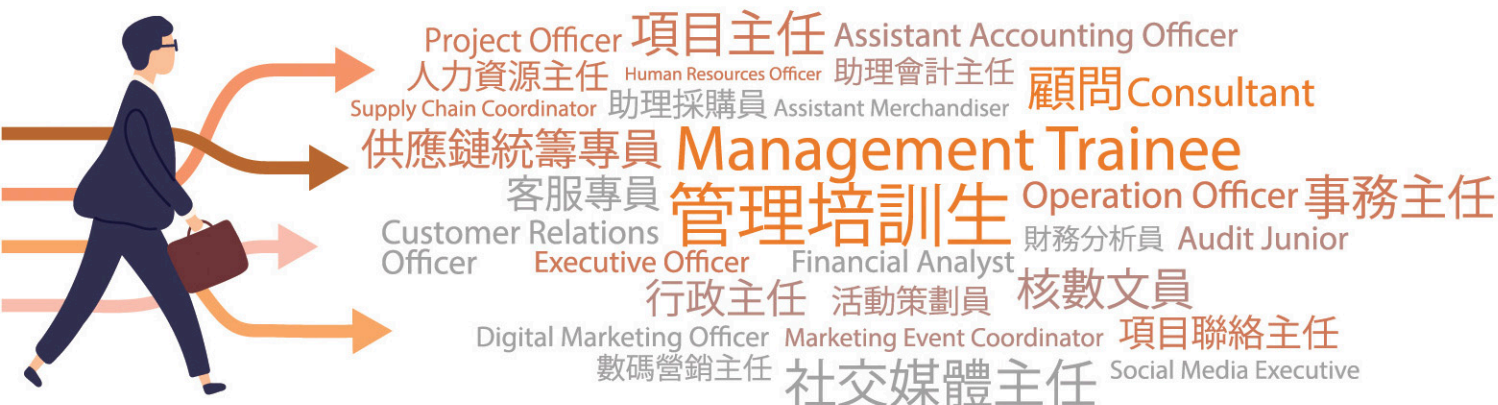 Project Officer 項目主任 Assistant Accounting Officer
人力資源主任 Human Resources Officer 助理會計主任 顧問 Consultant
Supply Chain Coordinator 助理採購員 Assistant Merchandiser
供應鏈統籌專員 Management Trainee
客服專員 管理培訓生 Operation Officer 事務主任
Customer Relations Officer 財務分析員 Audit Junior
Executive Officer Financial Analyst
行政主任 活動策劃員 核數文員
Digital Marketing Officer Marketing Event Coordinator 項目聯絡主任
數碼營銷主任 社交媒體主任 Social Media Executive